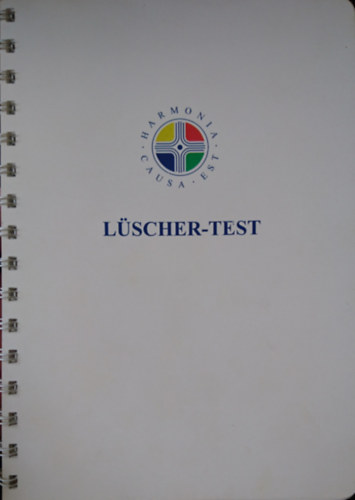 HARMONIA · CAUSA · EST ·
LÜSCHER-TEST